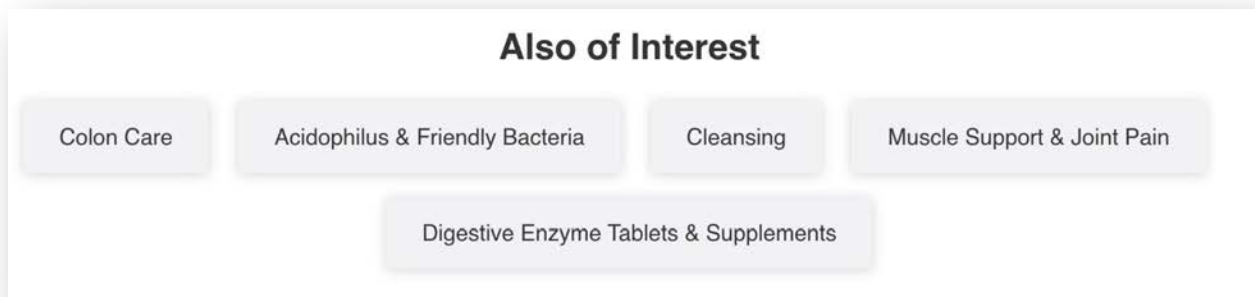 Also of Interest
Colon Care
Acidophilus & Friendly Bacteria
Cleansing
Muscle Support & Joint Pain
Digestive Enzyme Tablets & Supplements